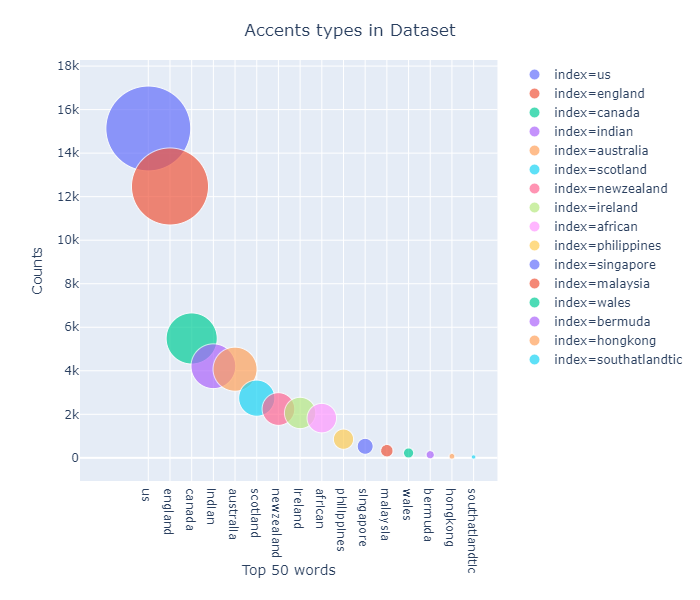 Accents types in Dataset
18k
16k
14k
12k
10k
8k
6k
4k
2k
0
Counts
us
england
canada
indian
australia
scotland
newzealand
ireland
african
philippines
singapore
malaysia
wales
bermuda
hongkong
southatlandtic
Top 50 words
index=us
index=england
index=canada
index=indian
index=australia
index=scotland
index=newzealand
index=ireland
index=african
index=philippines
index=singapore
index=malaysia
index=wales
index=bermuda
index=hongkong
index=southatlandtic